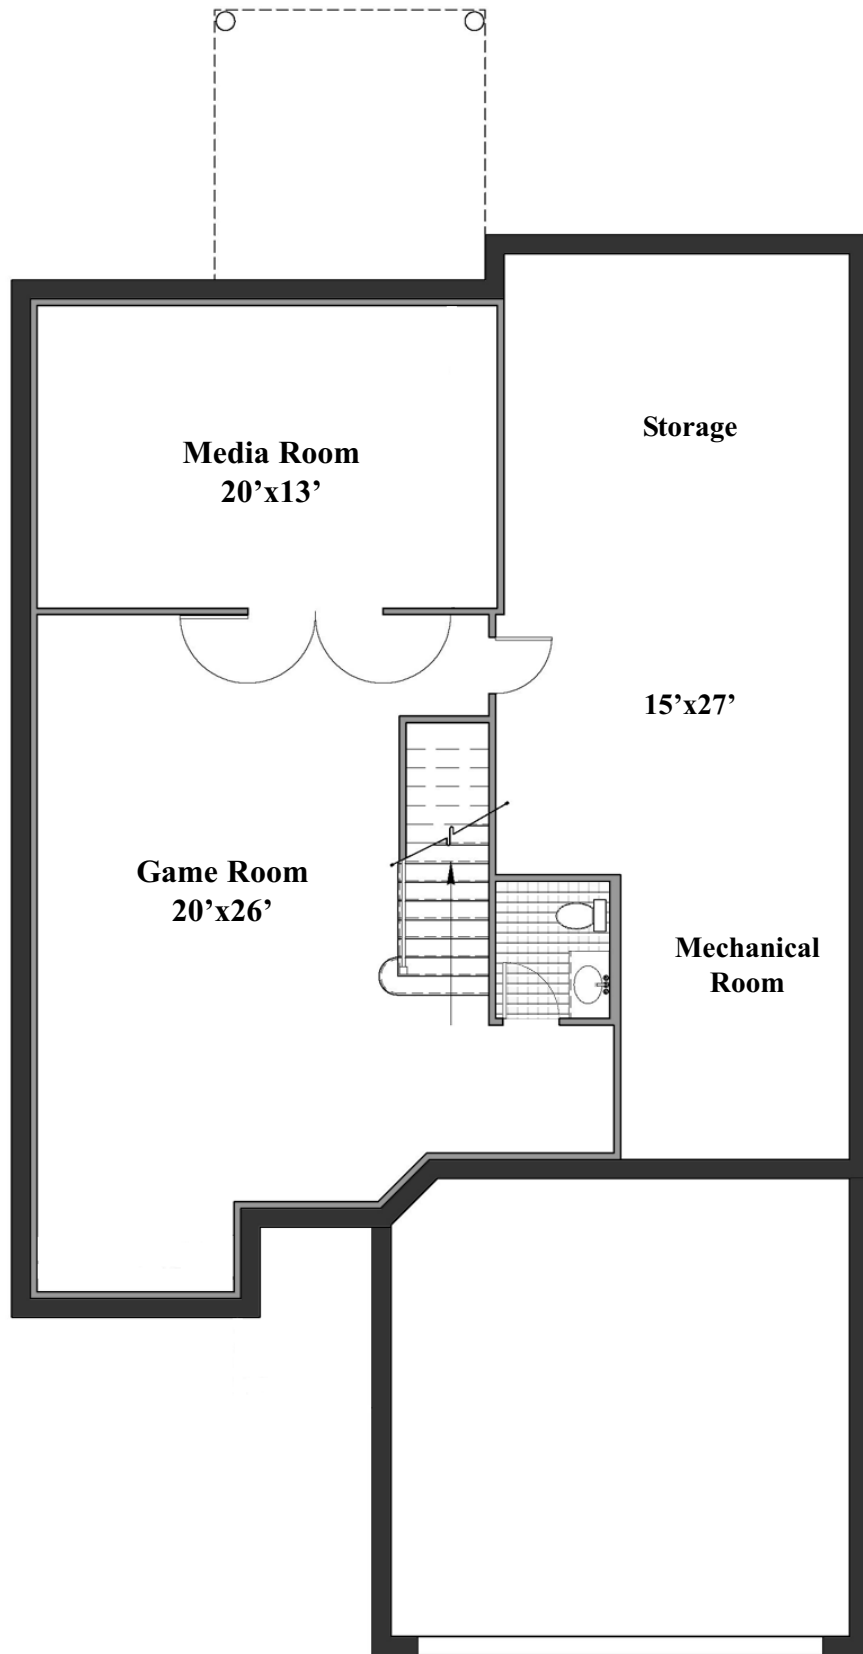 Storage
Media Room
20’x13’
15’x27’
Game Room
20’x26’
Mechanical
Room